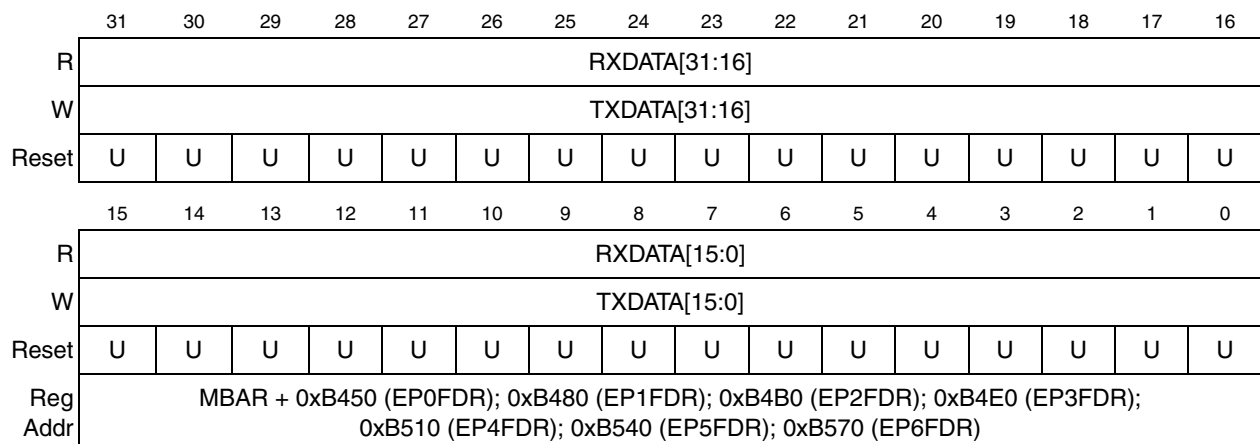 31 30 29 28 27 26 25 24 23 22 21 20 19 18 17 16
R RXDATA[31:16]
W TXDATA[31:16]
Reset U U U U U U U U U U U U U U U U
15 14 13 12 11 10 9 8 7 6 5 4 3 2 1 0
R RXDATA[15:0]
W TXDATA[15:0]
Reset U U U U U U U U U U U U U U U U
Reg MBAR + 0xB450 (EP0FDR); 0xB480 (EP1FDR); 0xB4B0 (EP2FDR); 0xB4E0 (EP3FDR);
Addr 0xB510 (EP4FDR); 0xB540 (EP5FDR); 0xB570 (EP6FDR)